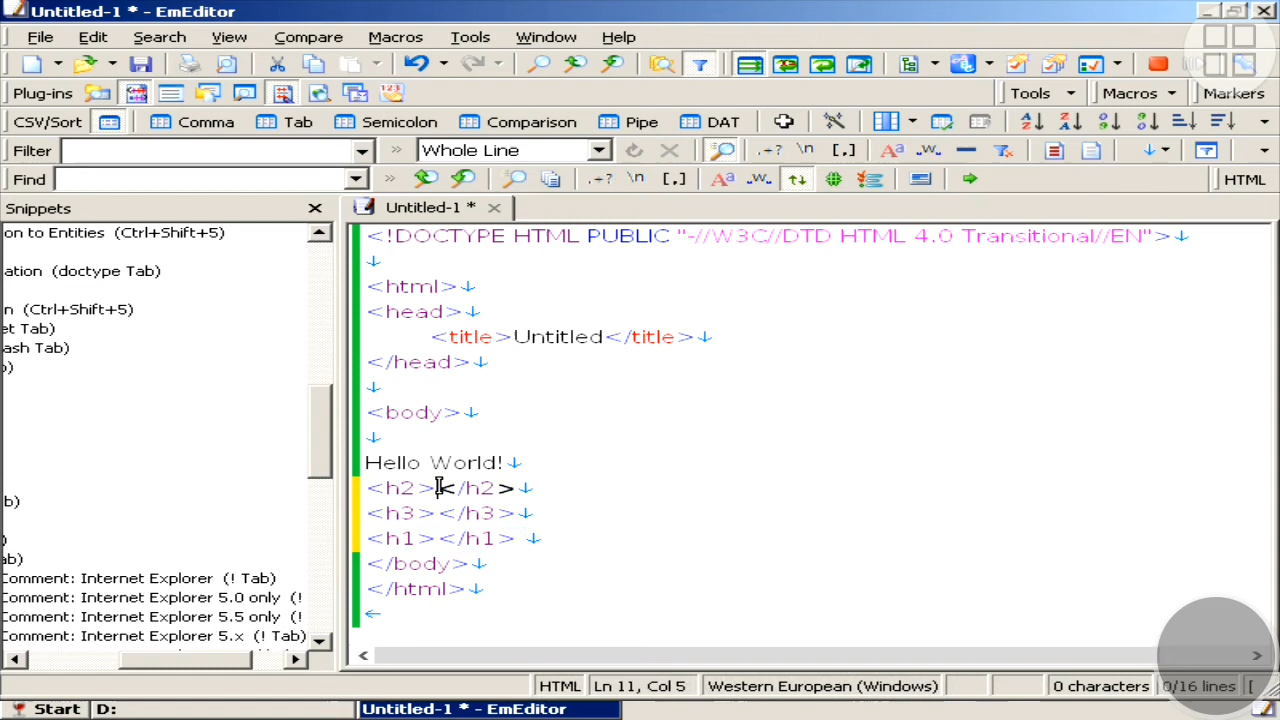 Untitled-1 * - EmEditor
File Edit Search View Compare Macros Tools Window Help
Plug-ins Tools Macros Markers
CSV/Sort Comma Tab Semicolon Comparison Pipe DAT
Filter Whole Line
Find HTML
Snippets
Untitled-1 *
on to Entities (Ctrl+Shift+5)
ation (doctype Tab)
n (Ctrl+Shift+5)
et Tab)
ash Tab)
b)
b)
b)
Comment: Internet Explorer (! Tab)
Comment: Internet Explorer 5.0 only (!
Comment: Internet Explorer 5.5 only (!
Comment: Internet Explorer 5.x (! Tab)
<!DOCTYPE HTML PUBLIC "-//W3C//DTD HTML 4.0 Transitional//EN">↓
↓
<html>↓
<head>↓
<title>Untitled</title>↓
</head>↓
↓
<body>↓
↓
Hello World!↓
<h2></h2>↓
<h3></h3>↓
<h1></h1> ↓
</body>↓
</html>↓
←
HTML Ln 11, Col 5 Western European (Windows) 0 characters 0/16 lines
Start D: Untitled-1 * - EmEditor